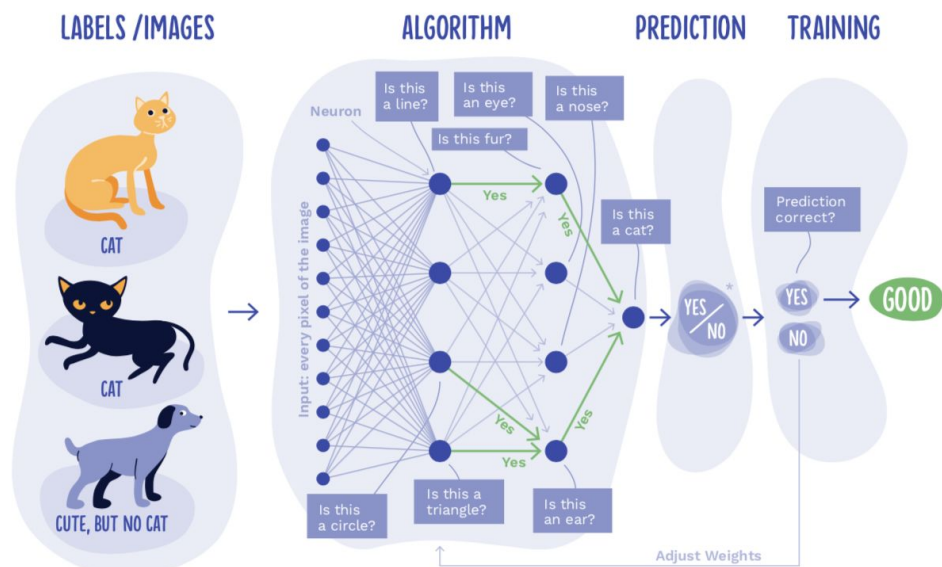 LABELS /IMAGES
ALGORITHM
PREDICTION
TRAINING
CAT
CAT
CUTE, BUT NO CAT
Input: every pixel of the image
Neuron
Is this
a line?
Is this
an eye?
Is this
a nose?
Is this fur?
Yes
Yes
Yes
Yes
Yes
Is this
a circle?
Is this a
triangle?
Is this
an ear?
Is this
a cat?
YES
NO
*
Prediction
correct?
YES
NO
GOOD
Adjust Weights